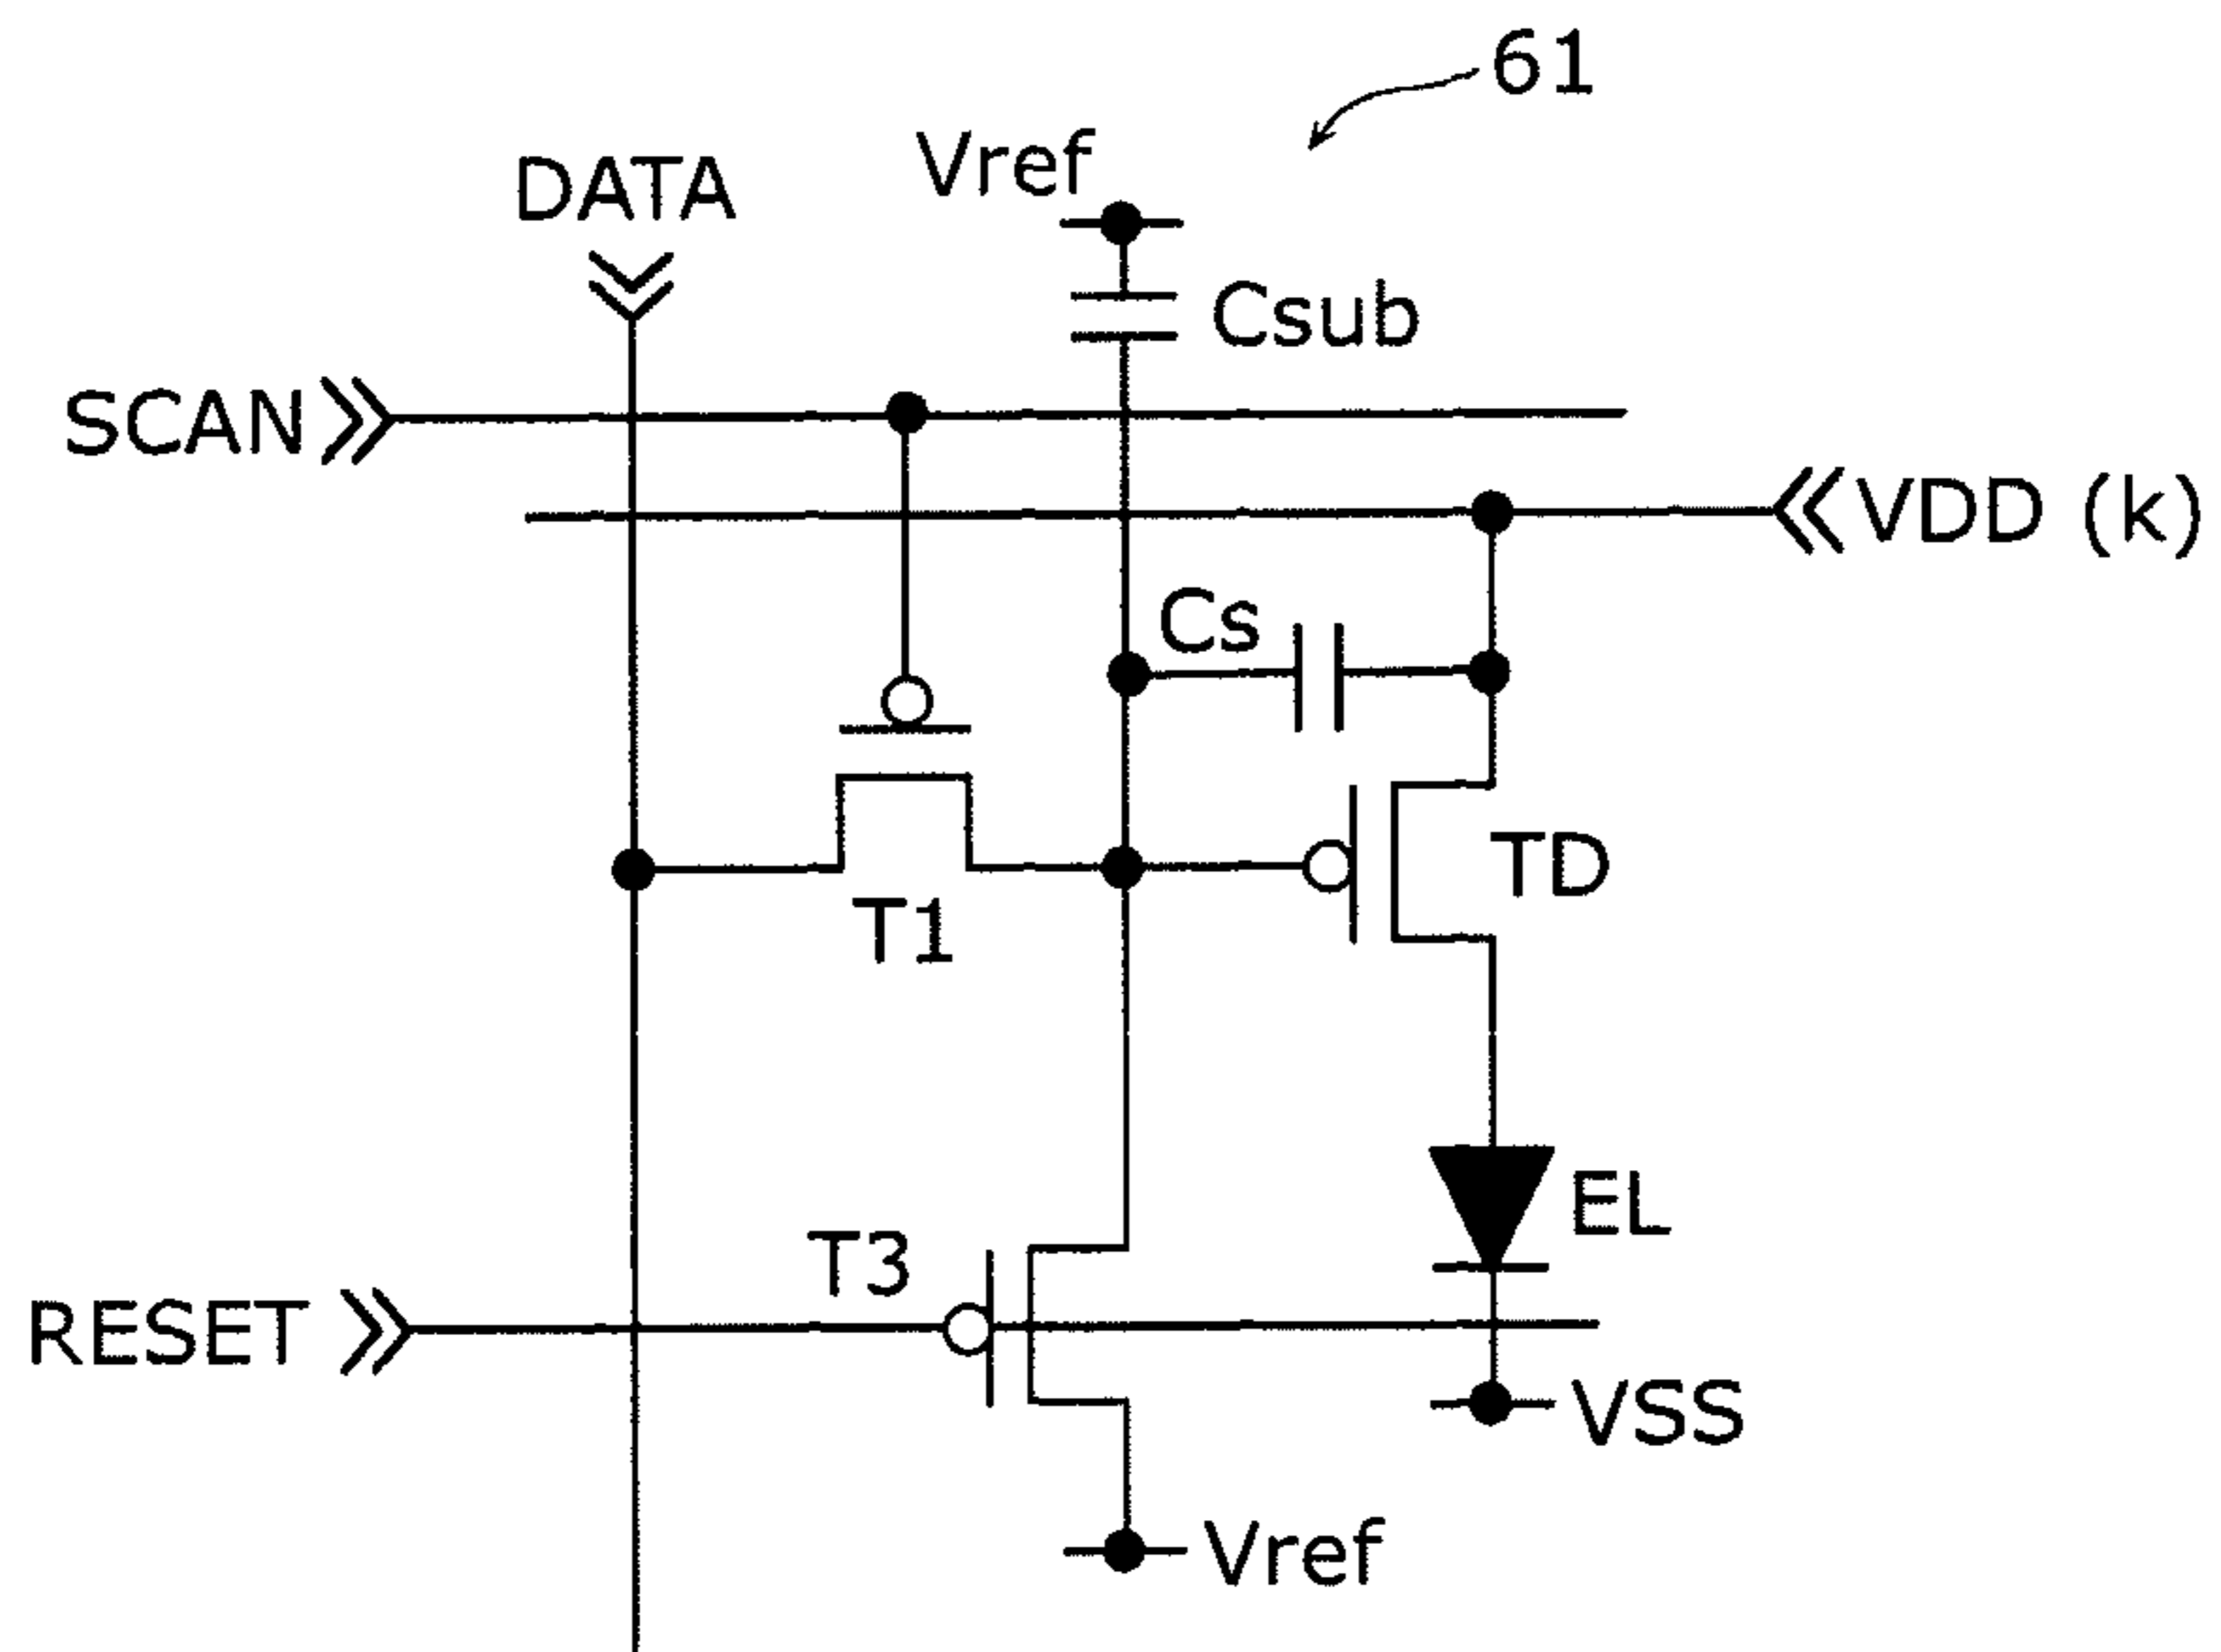 61
Vref
DATA
Csub
SCAN
VDD (k)
Cs
TD
T1
EL
T3
RESET
VSS
Vref